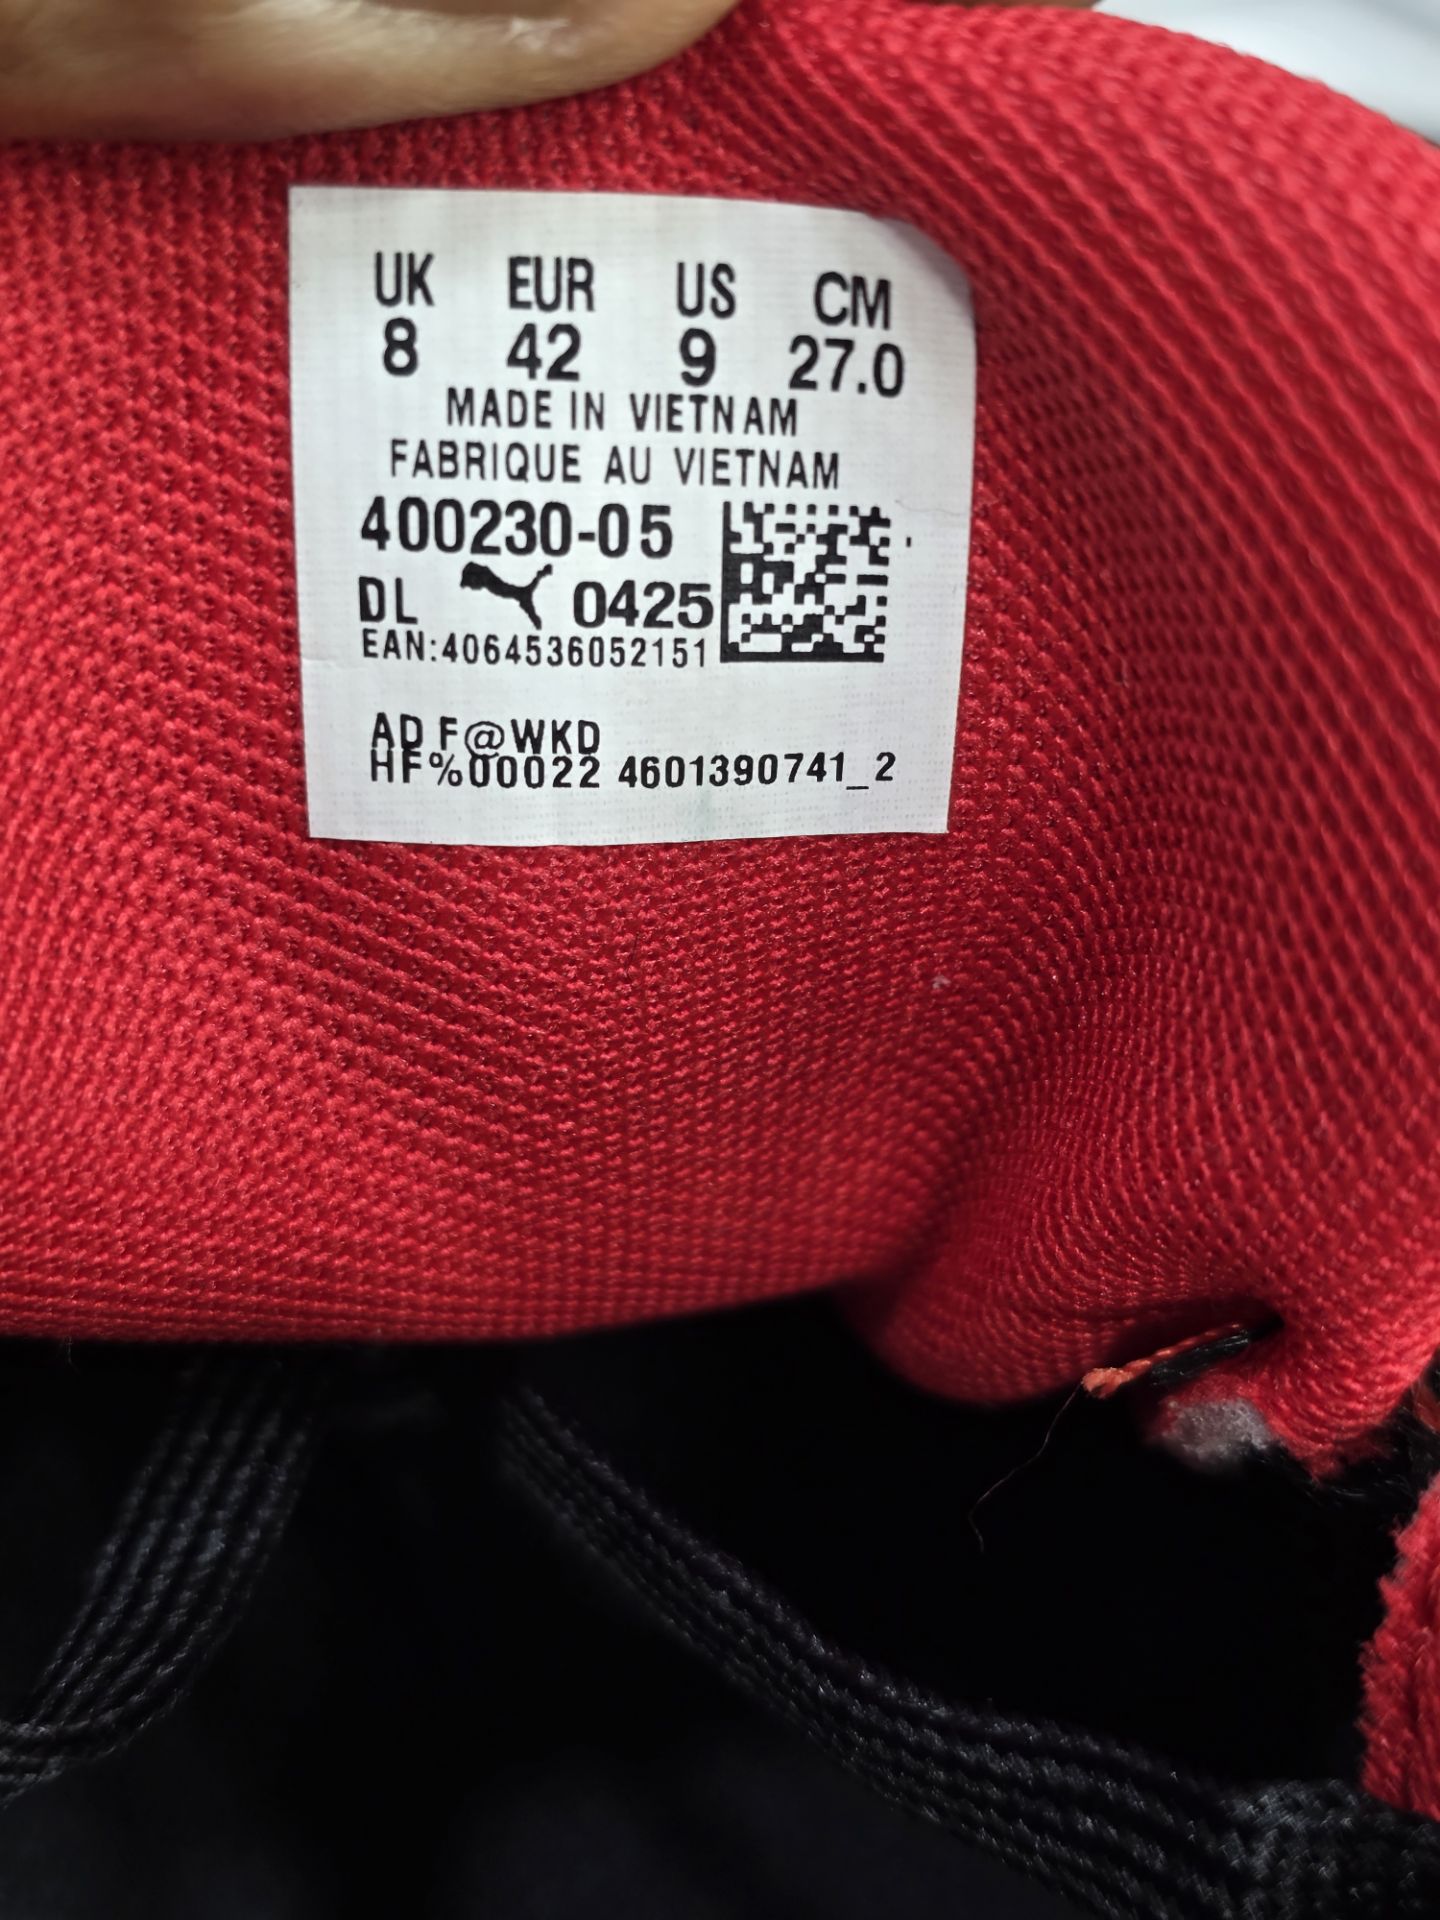 UK EUR US CM
8 42 9 27.0
MADE IN VIETNAM
FABRIQUE AU VIETNAM
400230-05
DL 0425
EAN:4064536052151
AD F@WKD
HF%00022 4601390741_2